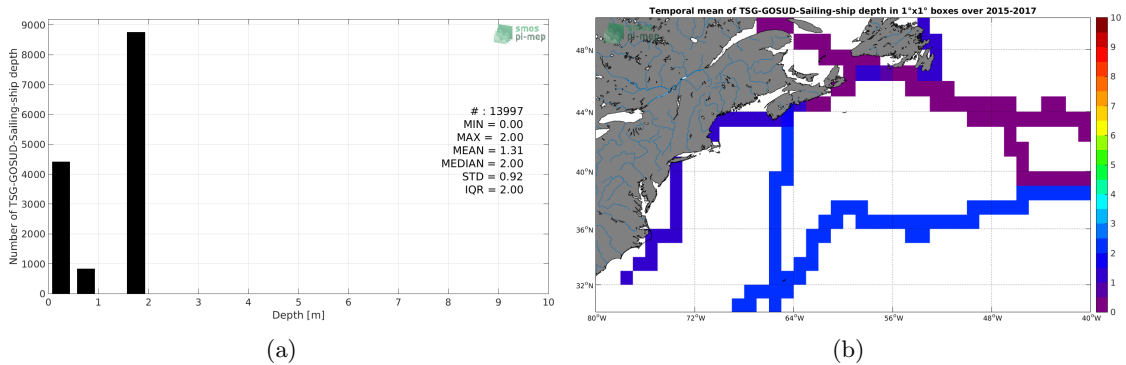 9000
8000
7000
6000
5000
4000
3000
2000
1000
0
Number of TSG-GOSUD-Sailing-ship depth
smos
pi-mep
# : 13997
MIN = 0.00
MAX = 2.00
MEAN = 1.31
MEDIAN = 2.00
STD = 0.92
IQR = 2.00
0 1 2 3 4 5 6 7 8 9 10
Depth [m]
(a)
Temporal mean of TSG-GOSUD-Sailing-ship depth in 1°x1° boxes over 2015-2017
smos
pi-mep
48°N
44°N
40°N
36°N
32°N
80°W 72°W 64°W 56°W 48°W 40°W
10
9
8
7
6
5
4
3
2
1
0
(b)